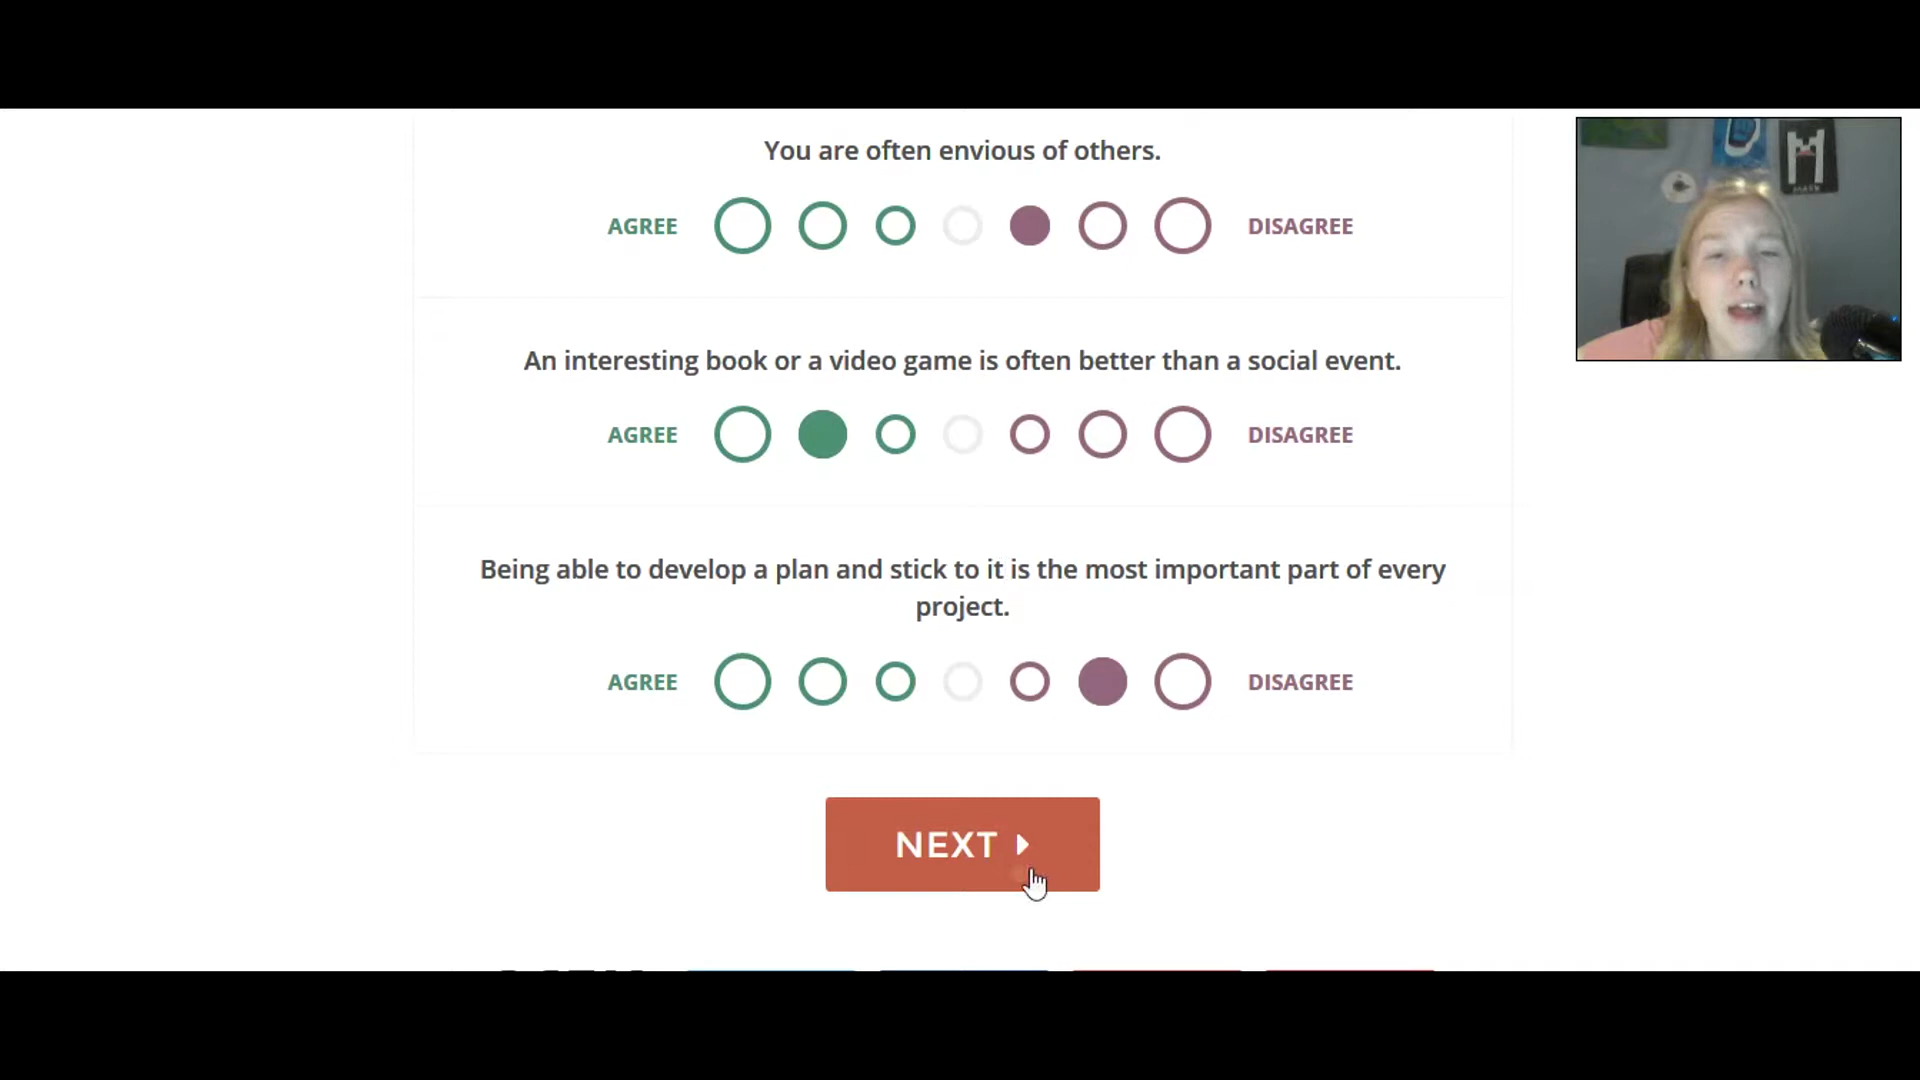 You are often envious of others.
AGREE DISAGREE
An interesting book or a video game is often better than a social event.
AGREE DISAGREE
Being able to develop a plan and stick to it is the most important part of every
project.
AGREE DISAGREE
NEXT